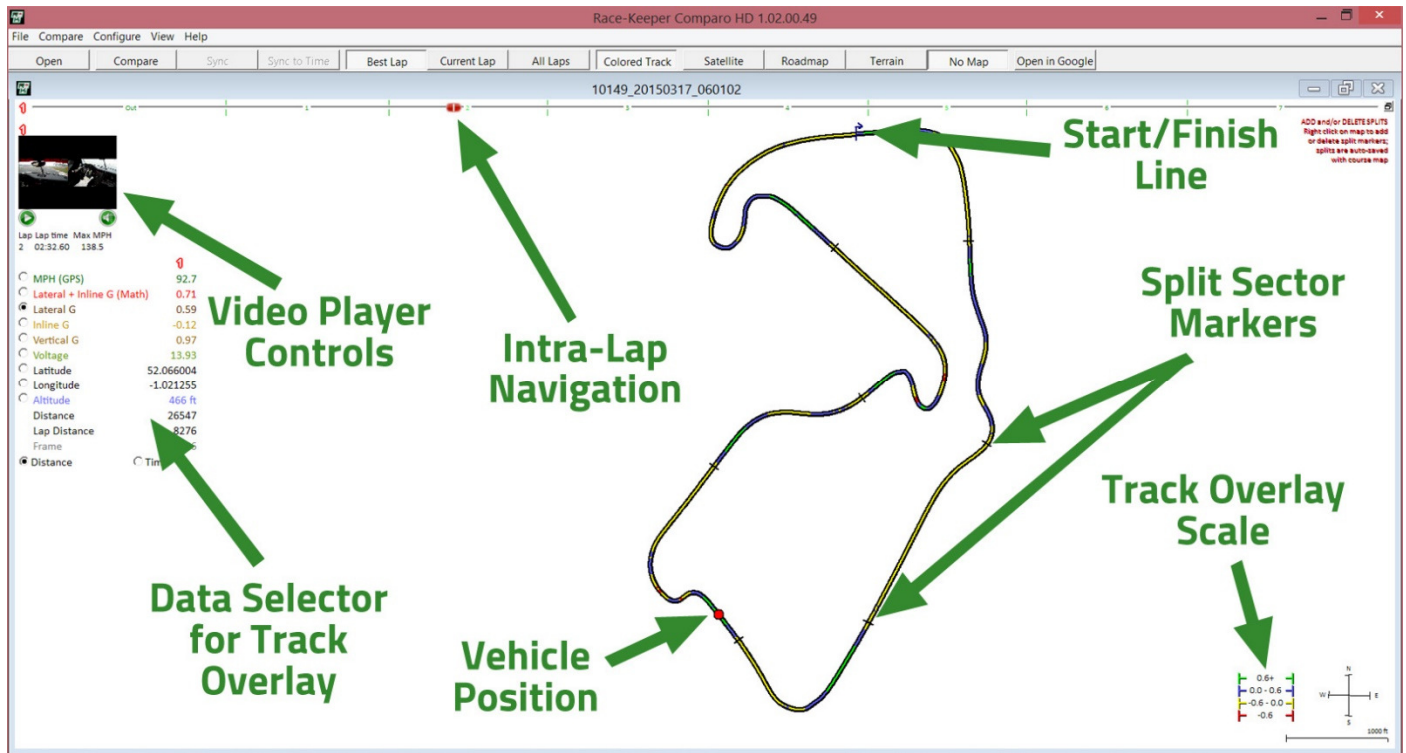 Race-Keeper Comparo HD 1.02.00.49
File Compare Configure View Help
Open Compare Sync Sync to Time Best Lap Current Lap All Laps Colored Track Satellite Roadmap Terrain No Map Open in Google
10149_20150317_060102
Out 1 2 3 4 5 6 7
ADD and/or DELETE SPLITS
Right click on map to add
or delete split markers;
splits are auto-saved
with course map
Start/Finish
Line
Lap Lap time Max MPH
2 02:32.60 138.5
MPH (GPS) 92.7
Lateral + Inline G (Math) 0.71
Lateral G 0.59
Inline G -0.12
Vertical G 0.97
Voltage 13.93
Latitude 52.066004
Longitude -1.021255
Altitude 466 ft
Distance 26547
Lap Distance 8276
Frame
Distance
Video Player
Controls
Intra-Lap
Navigation
Split Sector
Markers
Track Overlay
Scale
Data Selector
for Track
Overlay
Vehicle
Position
0.6+
0.0 - 0.6
-0.6 - 0.0
-0.6
N
W E
S
1000 ft